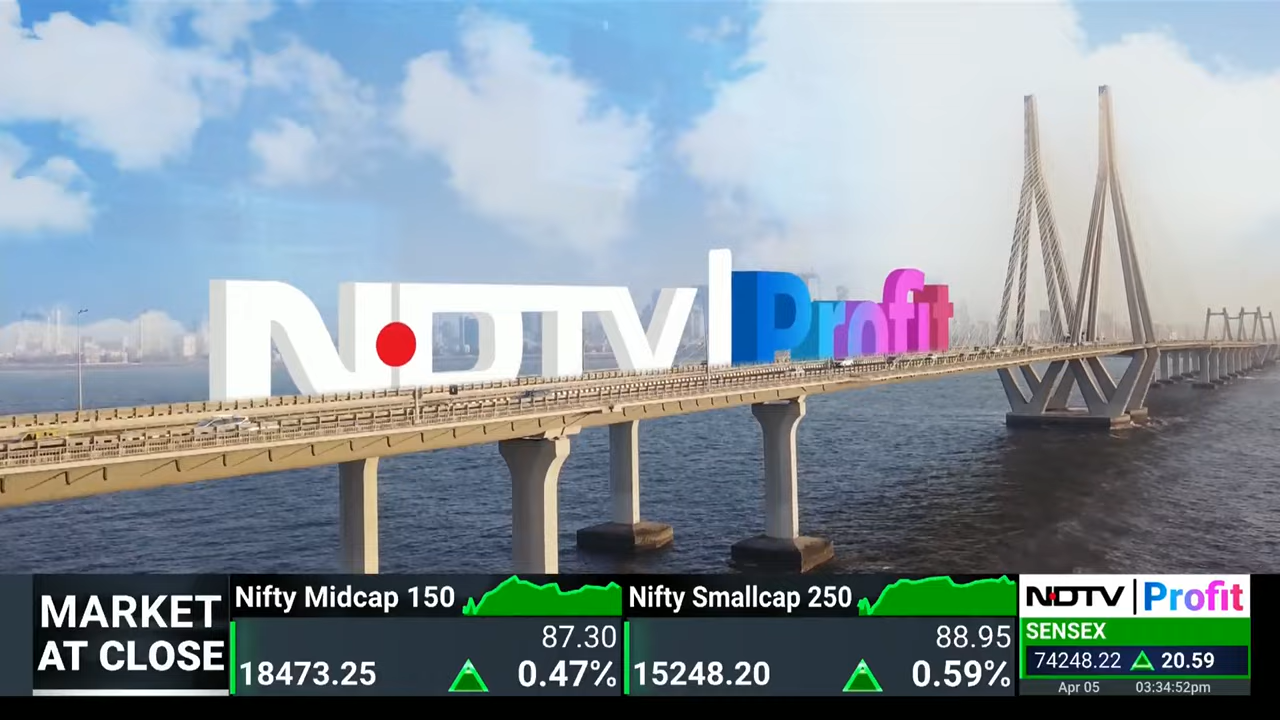 NDTV
Profit
MARKET
AT CLOSE
Nifty Midcap 150
87.30
18473.25
0.47%
Nifty Smallcap 250
88.95
15248.20
0.59%
NDTV Profit
SENSEX
74248.22 20.59
Apr 05 03:34:52pm